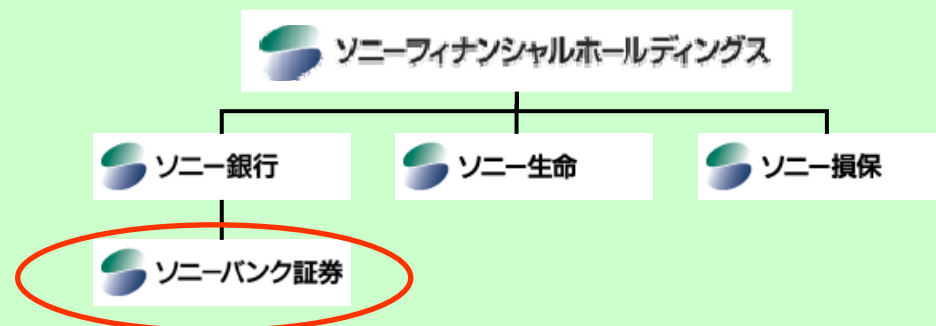 ソニーフィナンシャルホールディングス
ソニー銀行
ソニー生命
ソニー損保
ソニーバンク証券